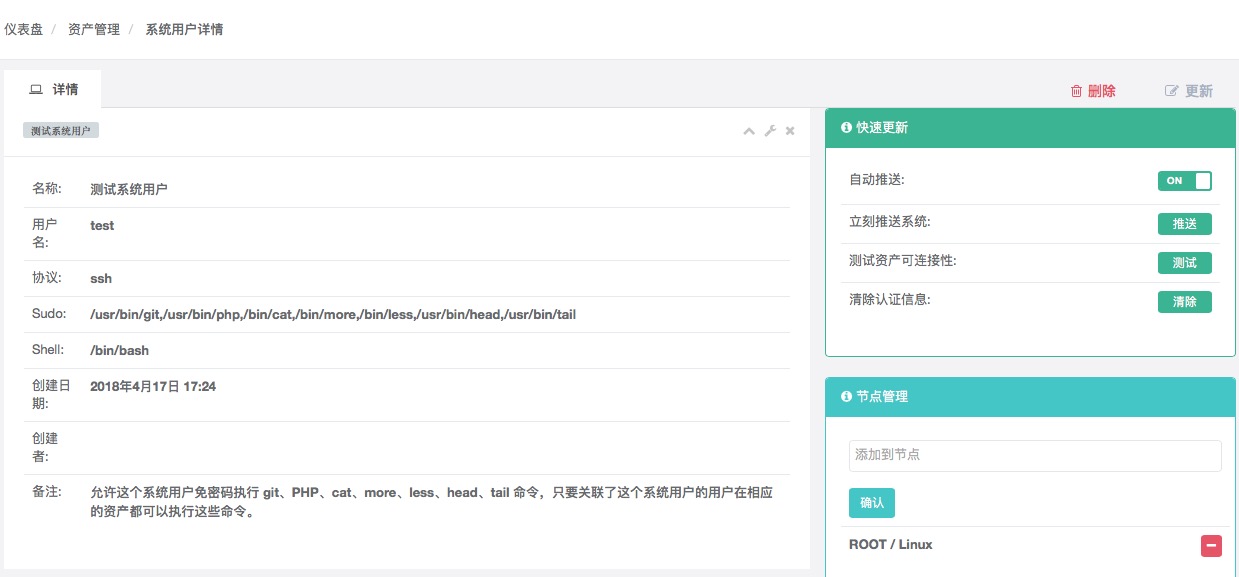 仪表盘 / 资产管理 / 系统用户详情
详情
删除 更新
测试系统用户
名称: 测试系统用户
用户
名: test
协议: ssh
Sudo: /usr/bin/git,/usr/bin/php,/bin/cat,/bin/more,/bin/less,/usr/bin/head,/usr/bin/tail
Shell: /bin/bash
创建日
期: 2018年4月17日 17:24
创建
者:
备注: 允许这个系统用户免密码执行 git、PHP、cat、more、less、head、tail 命令，只要关联了这个系统用户的用户在相应
的资产都可以执行这些命令。
快速更新
自动推送: ON
立刻推送系统: 推送
测试资产可连接性: 测试
清除认证信息: 清除
节点管理
添加到节点
确认
ROOT / Linux